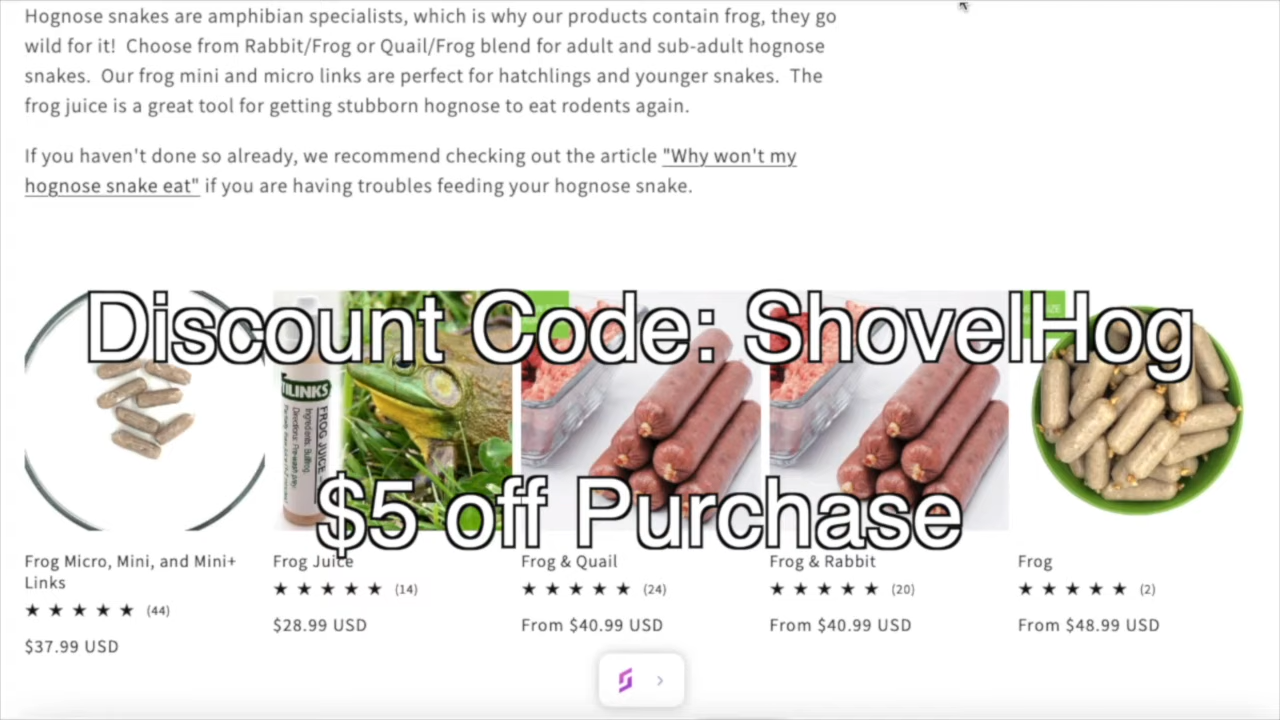 Hognose snakes are amphibian specialists, which is why our products contain frog, they go
wild for it!  Choose from Rabbit/Frog or Quail/Frog blend for adult and sub-adult hognose
snakes.  Our frog mini and micro links are perfect for hatchlings and younger snakes.  The
frog juice is a great tool for getting stubborn hognose to eat rodents again.
If you haven't done so already, we recommend checking out the article "Why won't my
hognose snake eat" if you are having troubles feeding your hognose snake.
Discount Code: ShovelHog
TILINKS
FROG JUICE
$5 off Purchase
Frog Micro, Mini, and Mini+
Links
(44)
$37.99 USD
Frog Juice
(14)
$28.99 USD
Frog & Quail
(24)
From $40.99 USD
Frog & Rabbit
(20)
From $40.99 USD
Frog
(2)
From $48.99 USD